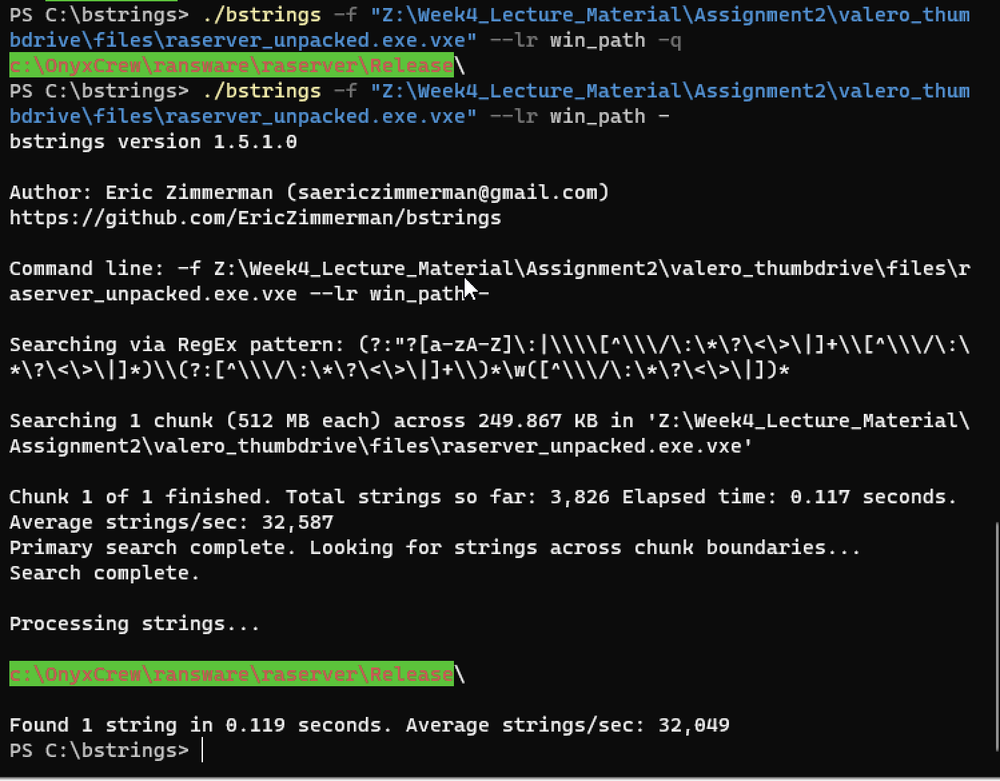 PS C:\bstrings> ./bstrings -f "Z:\Week4_Lecture_Material\Assignment2\valero_thum
bdrive\files\raserver_unpacked.exe.vxe" --lr win_path -q
c:\OnyxCrew\ransware\raserver\Release\
PS C:\bstrings> ./bstrings -f "Z:\Week4_Lecture_Material\Assignment2\valero_thum
bdrive\files\raserver_unpacked.exe.vxe" --lr win_path -
bstrings version 1.5.1.0
Author: Eric Zimmerman (saericzimmerman@gmail.com)
https://github.com/EricZimmerman/bstrings
Command line: -f Z:\Week4_Lecture_Material\Assignment2\valero_thumbdrive\files\r
aserver_unpacked.exe.vxe --lr win_path -
Searching via RegEx pattern: (?:"?[a-zA-Z]\:|\\\\[^\\\/\:\*\?\<\>\|]+\\[^\\\/\:\
*\?\<\>\|]*)\\(?:[^\\\/\:\*\?\<\>\|]+\\)*\w([^\\\/\:\*\?\<\>\|])*
Searching 1 chunk (512 MB each) across 249.867 KB in 'Z:\Week4_Lecture_Material\
Assignment2\valero_thumbdrive\files\raserver_unpacked.exe.vxe'
Chunk 1 of 1 finished. Total strings so far: 3,826 Elapsed time: 0.117 seconds.
Average strings/sec: 32,587
Primary search complete. Looking for strings across chunk boundaries...
Search complete.
Processing strings...
c:\OnyxCrew\ransware\raserver\Release\
Found 1 string in 0.119 seconds. Average strings/sec: 32,049
PS C:\bstrings>